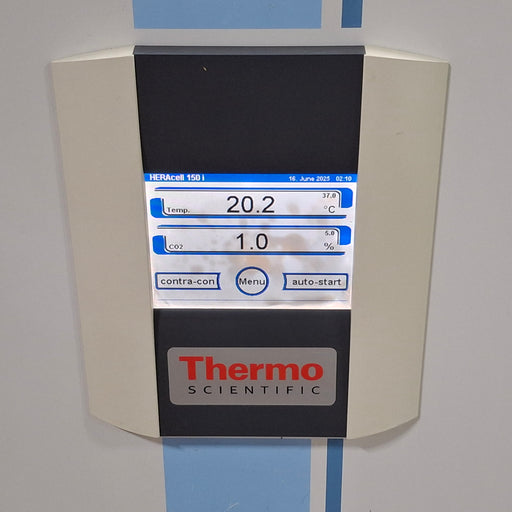 HERAcell 150 i 16. June 2025 02:10
37.0
Temp. 20.2 °C
5.0
CO2 1.0 %
contra-con Menu auto-start
Thermo
SCIENTIFIC